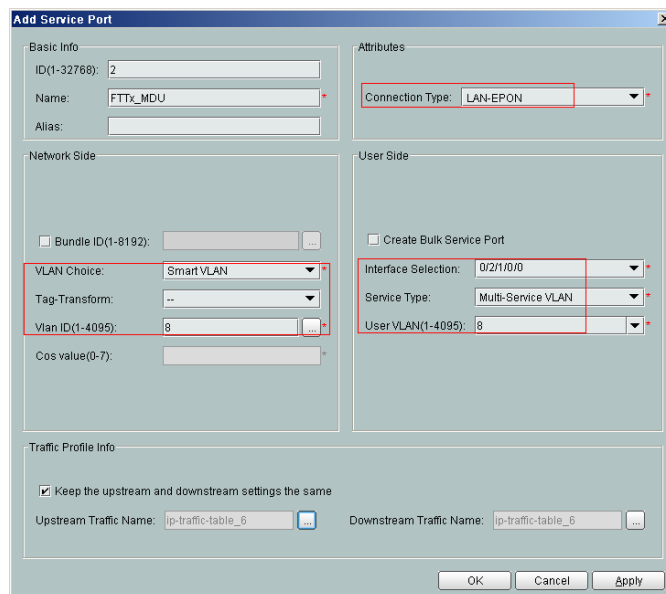 Add Service Port
Basic Info
ID(1-32768): 2
Name: FTTx_MDU *
Alias:
Attributes
Connection Type: LAN-EPON *
Network Side
Bundle ID(1-8192): ...
VLAN Choice: Smart VLAN *
Tag-Transform: --
Vlan ID(1-4095): 8 ... *
Cos value(0-7): *
User Side
Create Bulk Service Port
Interface Selection: 0/2/1/0/0 *
Service Type: Multi-Service VLAN *
User VLAN(1-4095): 8 *
Traffic Profile Info
Keep the upstream and downstream settings the same
Upstream Traffic Name: ip-traffic-table_6 ... Downstream Traffic Name: ip-traffic-table_6 ...
OK Cancel Apply